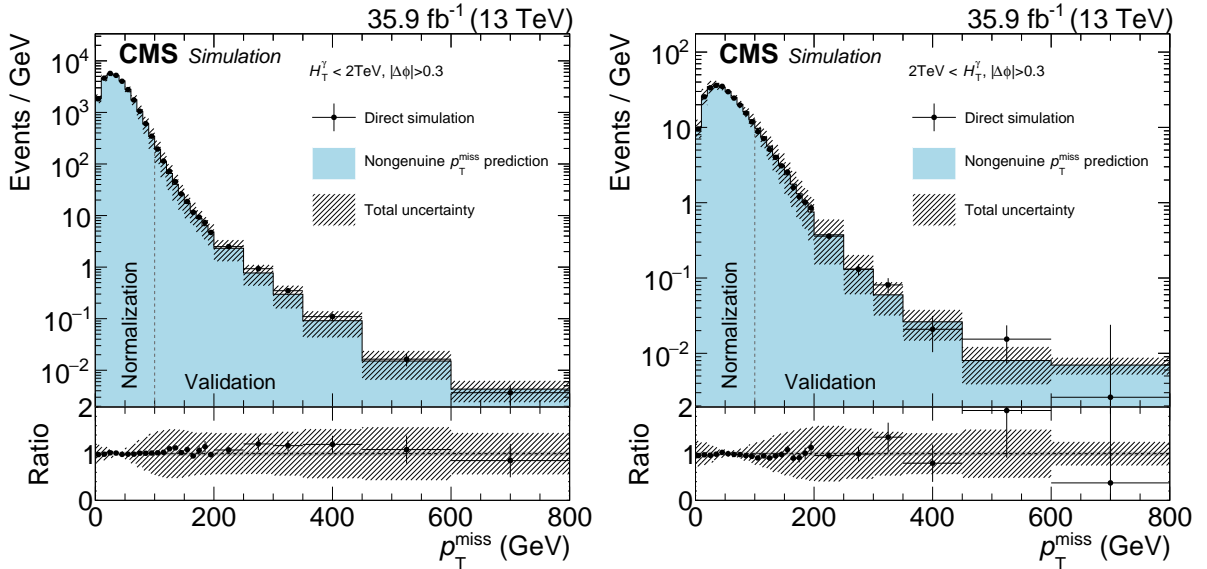 35.9 fb⁻¹ (13 TeV)
CMS Simulation
H_T^γ < 2TeV, |Δϕ|>0.3
Direct simulation
Nongenuine p_T^miss prediction
Total uncertainty
Events / GeV
10⁴
10³
10²
10
1
10⁻¹
10⁻²
Normalization
Validation
Ratio
2
1
0
0 200 400 600 800
p_T^miss (GeV)
35.9 fb⁻¹ (13 TeV)
CMS Simulation
2TeV < H_T^γ, |Δϕ|>0.3
Direct simulation
Nongenuine p_T^miss prediction
Total uncertainty
Events / GeV
10²
10
1
10⁻¹
10⁻²
Normalization
Validation
Ratio
2
1
0
0 200 400 600 800
p_T^miss (GeV)